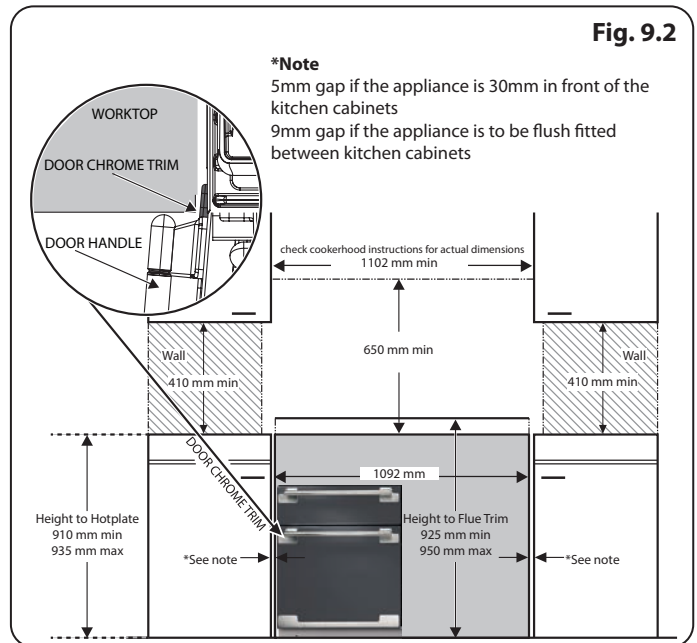 Fig. 9.2
*Note
5mm gap if the appliance is 30mm in front of the
kitchen cabinets
9mm gap if the appliance is to be flush fitted
between kitchen cabinets
WORKTOP
DOOR CHROME TRIM
DOOR HANDLE
check cookerhood instructions for actual dimensions
1102 mm min
650 mm min
Wall
410 mm min
Wall
410 mm min
DOOR CHROME TRIM
1092 mm
Height to Hotplate
910 mm min
935 mm max
Height to Flue Trim
925 mm min
950 mm max
*See note
*See note